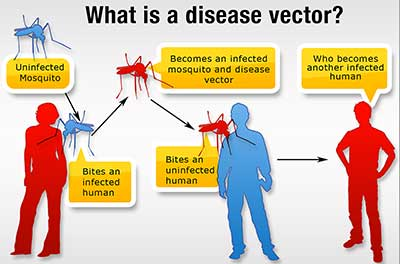 What is a disease vector?
Uninfected
Mosquito
Bites an
infected
human
Becomes an infected
mosquito and disease
vector
Bites an
uninfected
human
Who becomes
another infected
human